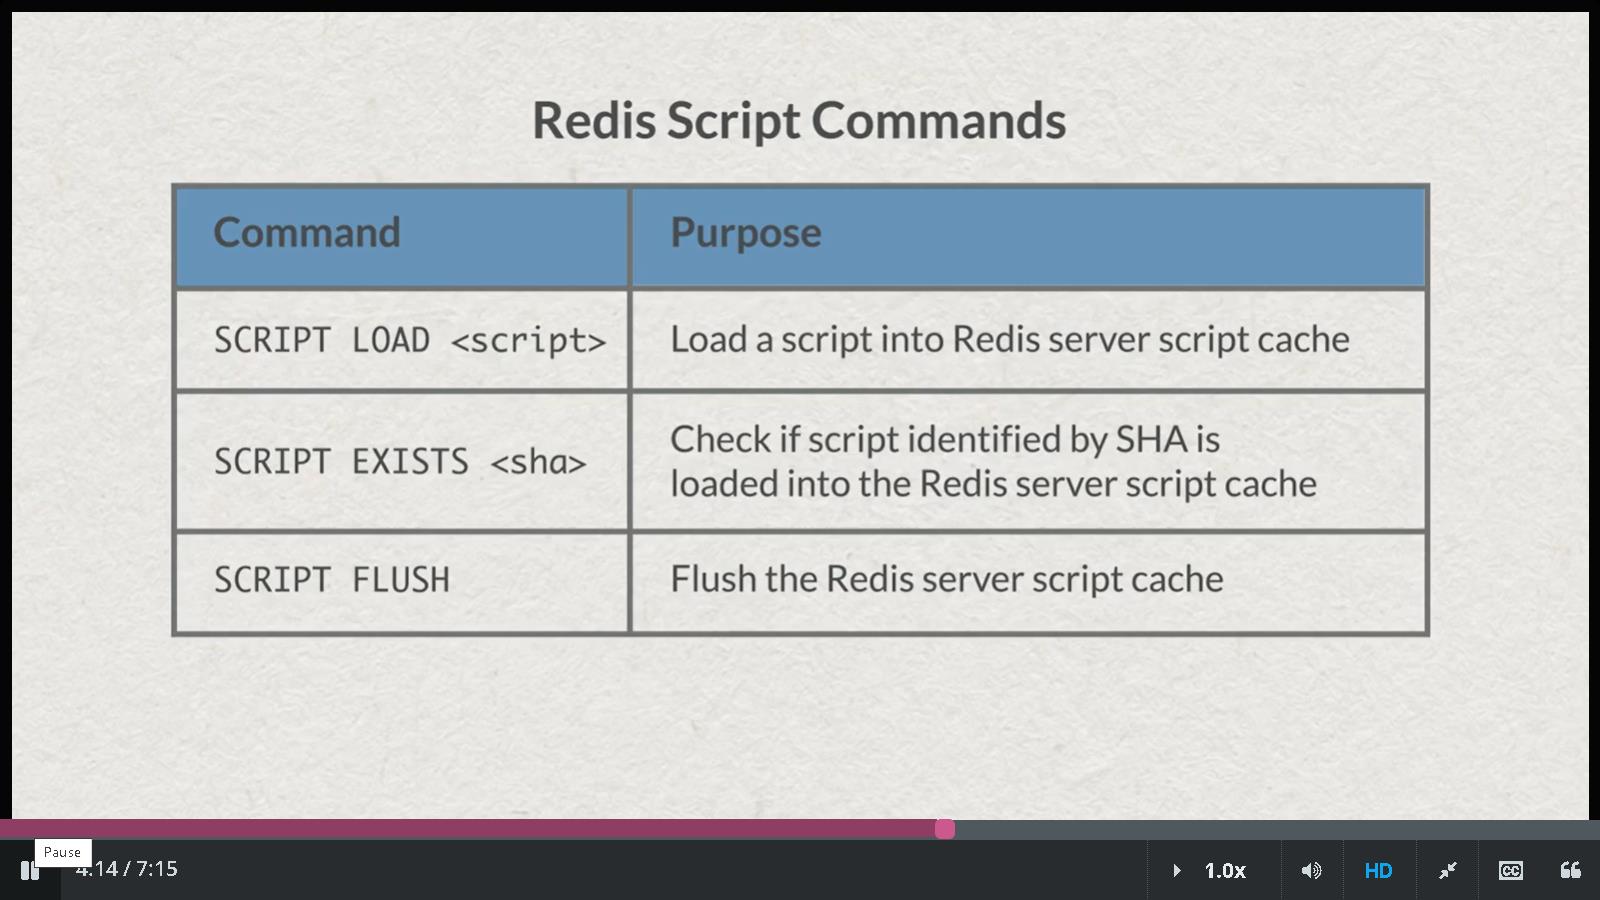 Redis Script Commands
Command Purpose
SCRIPT LOAD <script> Load a script into Redis server script cache
SCRIPT EXISTS <sha> Check if script identified by SHA is
loaded into the Redis server script cache
SCRIPT FLUSH Flush the Redis server script cache
Pause
4:14 / 7:15
1.0x
HD
CC